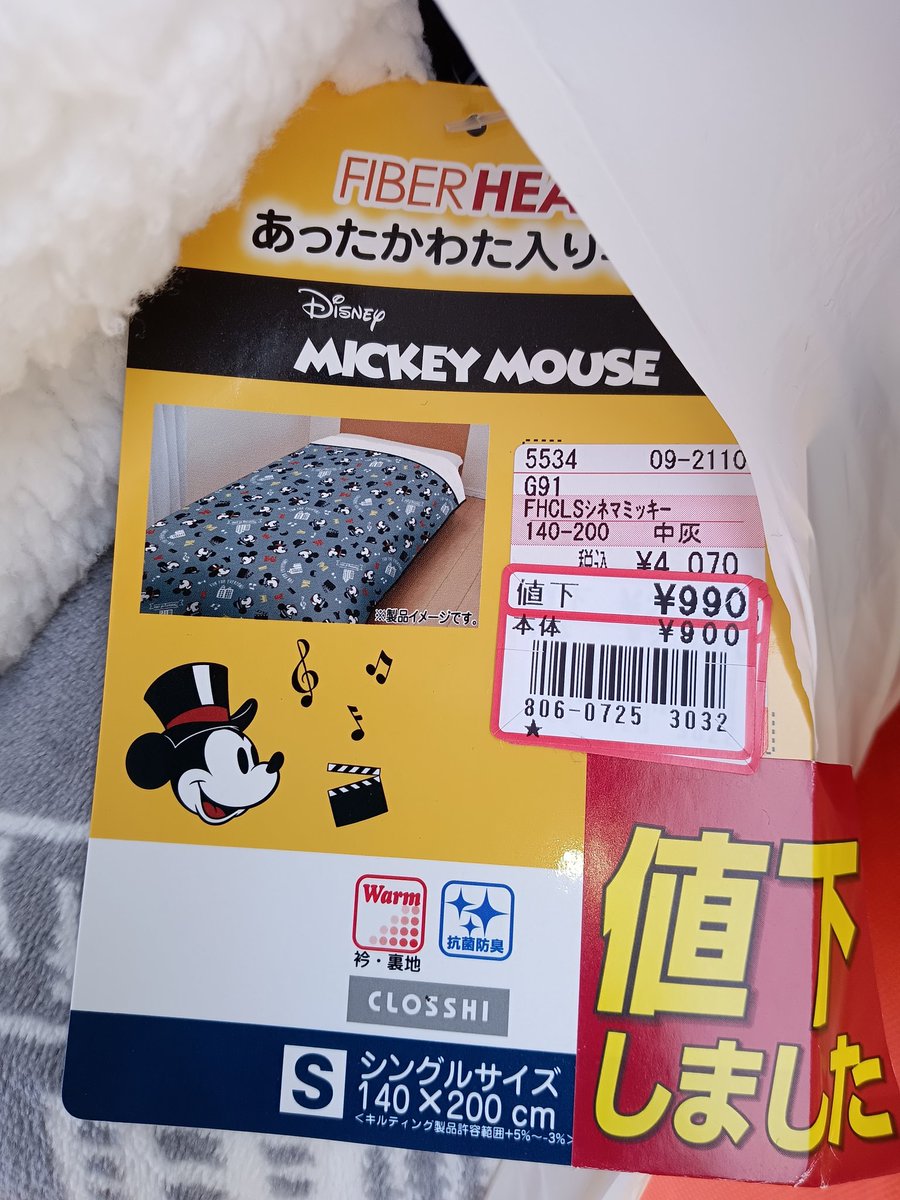 FIBER HEA
あったかわた入り
Disney
MICKEY MOUSE
※製品イメージです。
5534 09-2110
G91
FHCLSシネマミッキー
140-200 中灰
税込 ¥4,070
値下 ¥990
本体 ¥900
806-0725 3032
★
Warm
衿・裏地
抗菌防臭
CLOSSHI
S
シングルサイズ
140×200 cm
<キルティング製品許容範囲+5%～-3%>
値下
しました